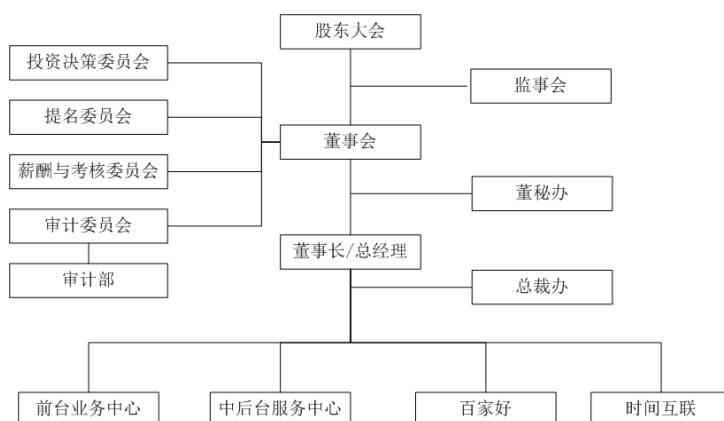 股东大会
投资决策委员会
监事会
提名委员会
董事会
薪酬与考核委员会
董秘办
审计委员会
董事长/总经理
审计部
总裁办
前台业务中心
中后台服务中心
百家好
时间互联